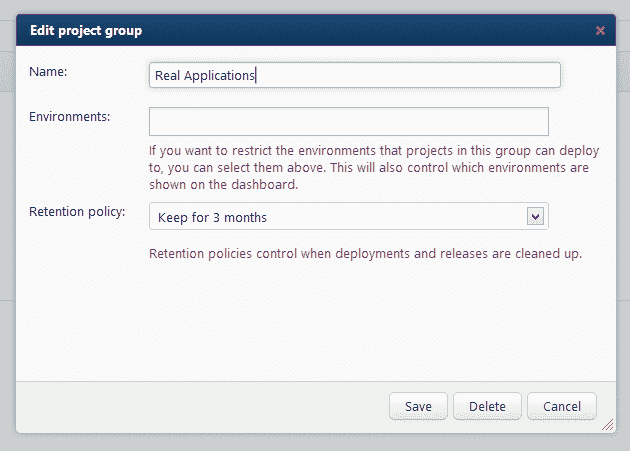 Edit project group
Name:
Real Applications
Environments:
If you want to restrict the environments that projects in this group can deploy
to, you can select them above. This will also control which environments are
shown on the dashboard.
Retention policy:
Keep for 3 months
Retention policies control when deployments and releases are cleaned up.
Save
Delete
Cancel